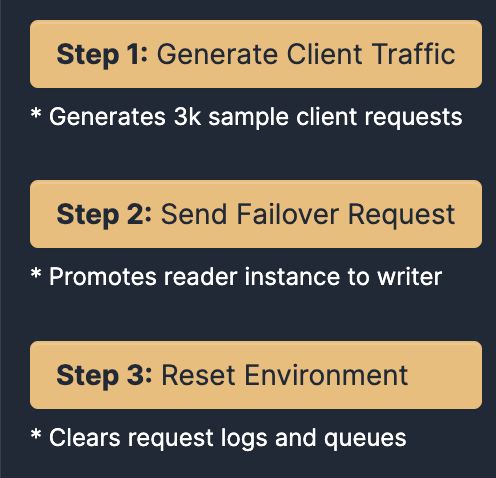 Step 1: Generate Client Traffic
* Generates 3k sample client requests
Step 2: Send Failover Request
* Promotes reader instance to writer
Step 3: Reset Environment
* Clears request logs and queues